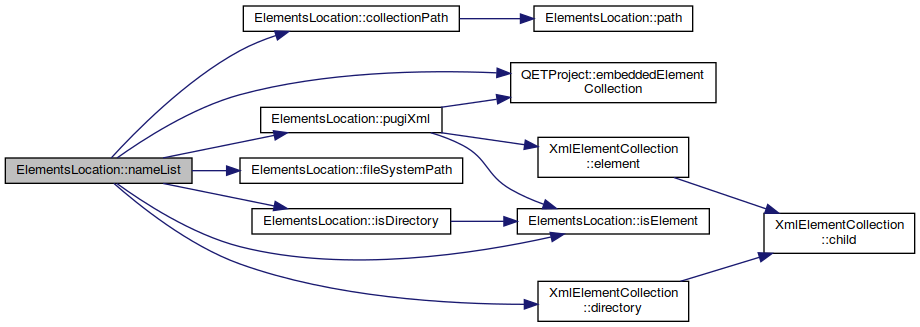 ElementsLocation::nameList
ElementsLocation::collectionPath
ElementsLocation::path
QETProject::embeddedElement
Collection
ElementsLocation::pugiXml
XmlElementCollection
::element
ElementsLocation::fileSystemPath
ElementsLocation::isDirectory
ElementsLocation::isElement
XmlElementCollection
::child
XmlElementCollection
::directory